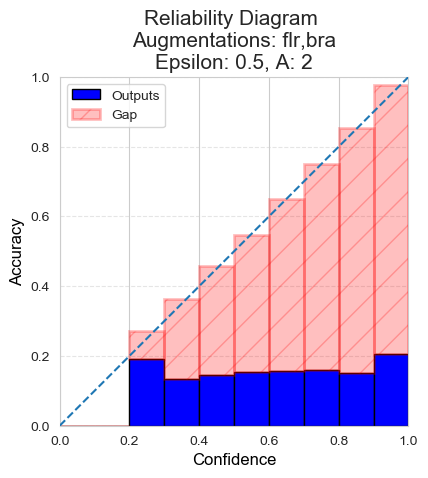 Reliability Diagram
Augmentations: flr,bra
Epsilon: 0.5, A: 2
1.0
Outputs
Gap
0.8
0.6
0.4
0.2
0.0
Accuracy
0.0 0.2 0.4 0.6 0.8 1.0
Confidence